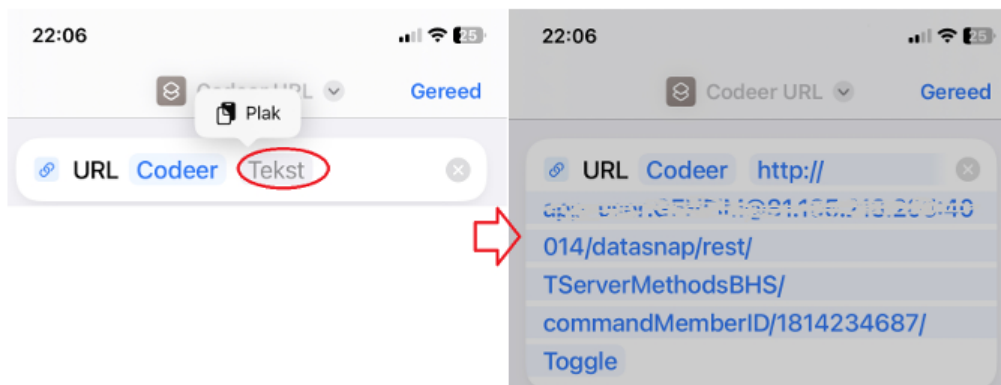 22:06
25
Codeer URL
Gereed
Plak
URL Codeer Tekst
22:06
25
Codeer URL
Gereed
URL Codeer http://
014/datasnap/rest/
TServerMethodsBHS/
commandMemberID/1814234687/
Toggle